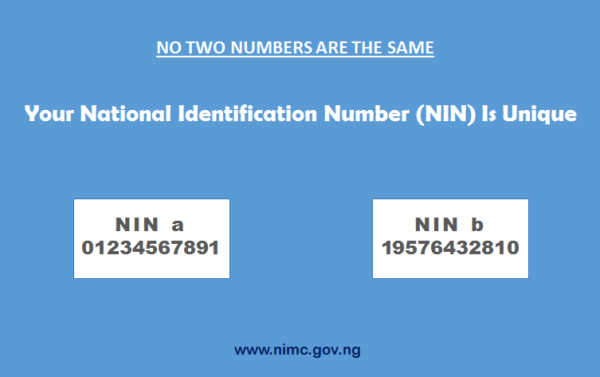 NO TWO NUMBERS ARE THE SAME
Your National Identification Number (NIN) Is Unique
NIN a
01234567891
NIN b
19576432810
www.nimc.gov.ng